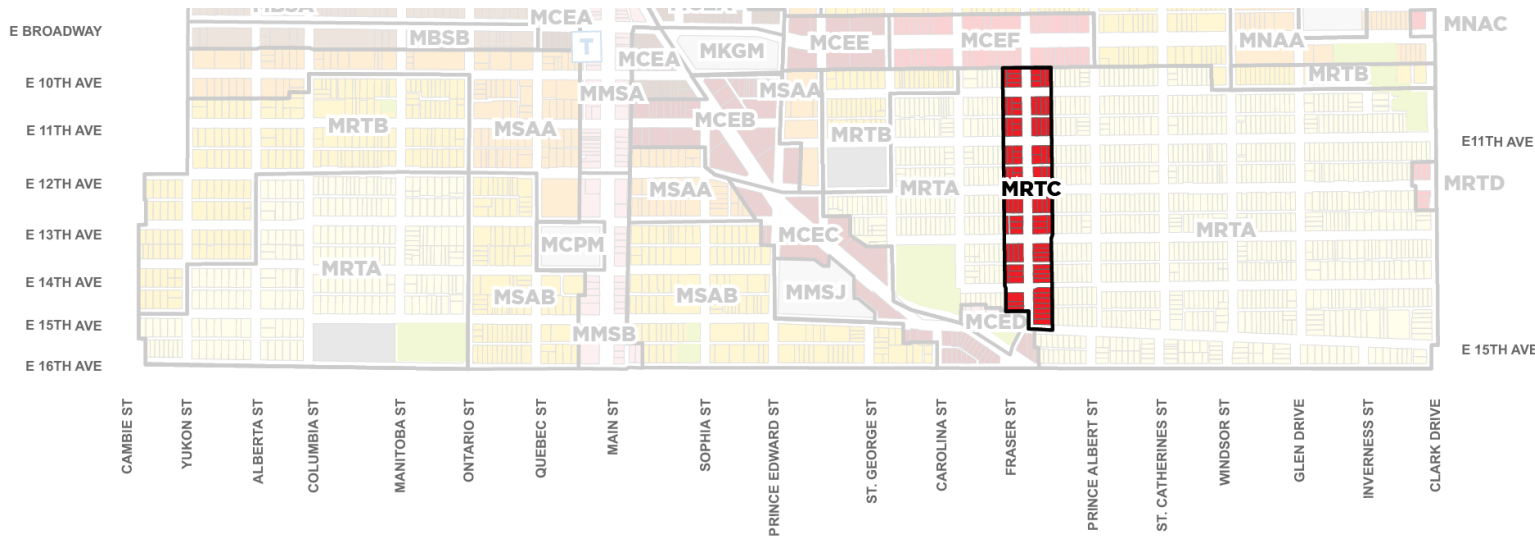 MBSA
MCEA
MCEA
E BROADWAY
MBSB
T
MCEA
MKGM
MCEE
MCEF
MNAA
MNAC
E 10TH AVE
MMSA
MSAA
MRTB
E 11TH AVE
MRTB
MSAA
MCEB
MRTB
E11TH AVE
E 12TH AVE
MSAA
MRTA
MRTC
MRTD
E 13TH AVE
MCPM
MCEC
MRTA
E 14TH AVE
MRTA
MSAB
MSAB
MMSJ
E 15TH AVE
MMSB
MCED
E 15TH AVE
E 16TH AVE
CAMBIE ST
YUKON ST
ALBERTA ST
COLUMBIA ST
MANITOBA ST
ONTARIO ST
QUEBEC ST
MAIN ST
SOPHIA ST
PRINCE EDWARD ST
ST. GEORGE ST
CAROLINA ST
FRASER ST
PRINCE ALBERT ST
ST. CATHERINES ST
WINDSOR ST
GLEN DRIVE
INVERNESS ST
CLARK DRIVE